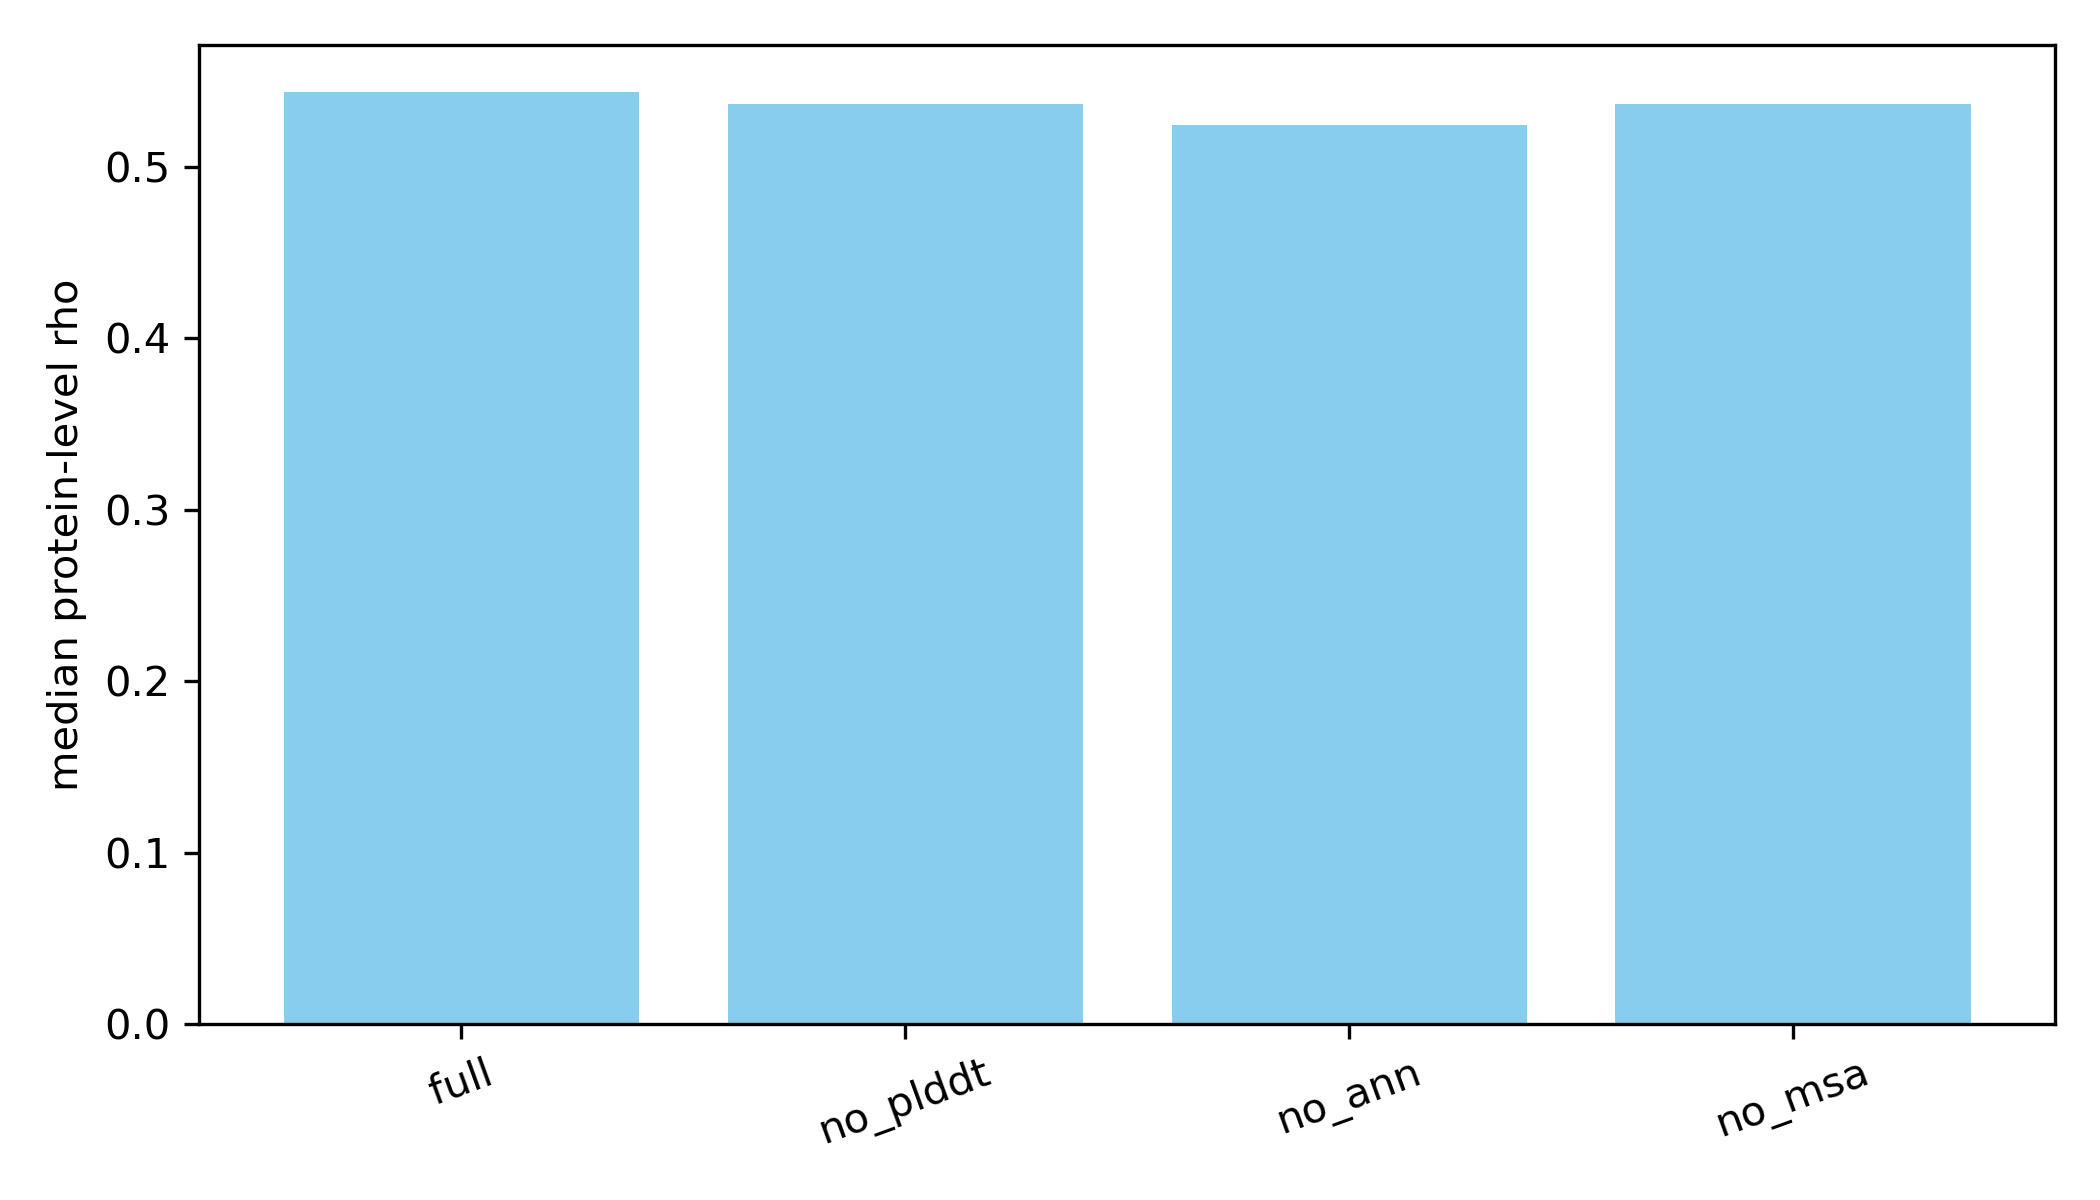 median protein-level rho
0.5
0.4
0.3
0.2
0.1
0.0
full
no_plddt
no_ann
no_msa